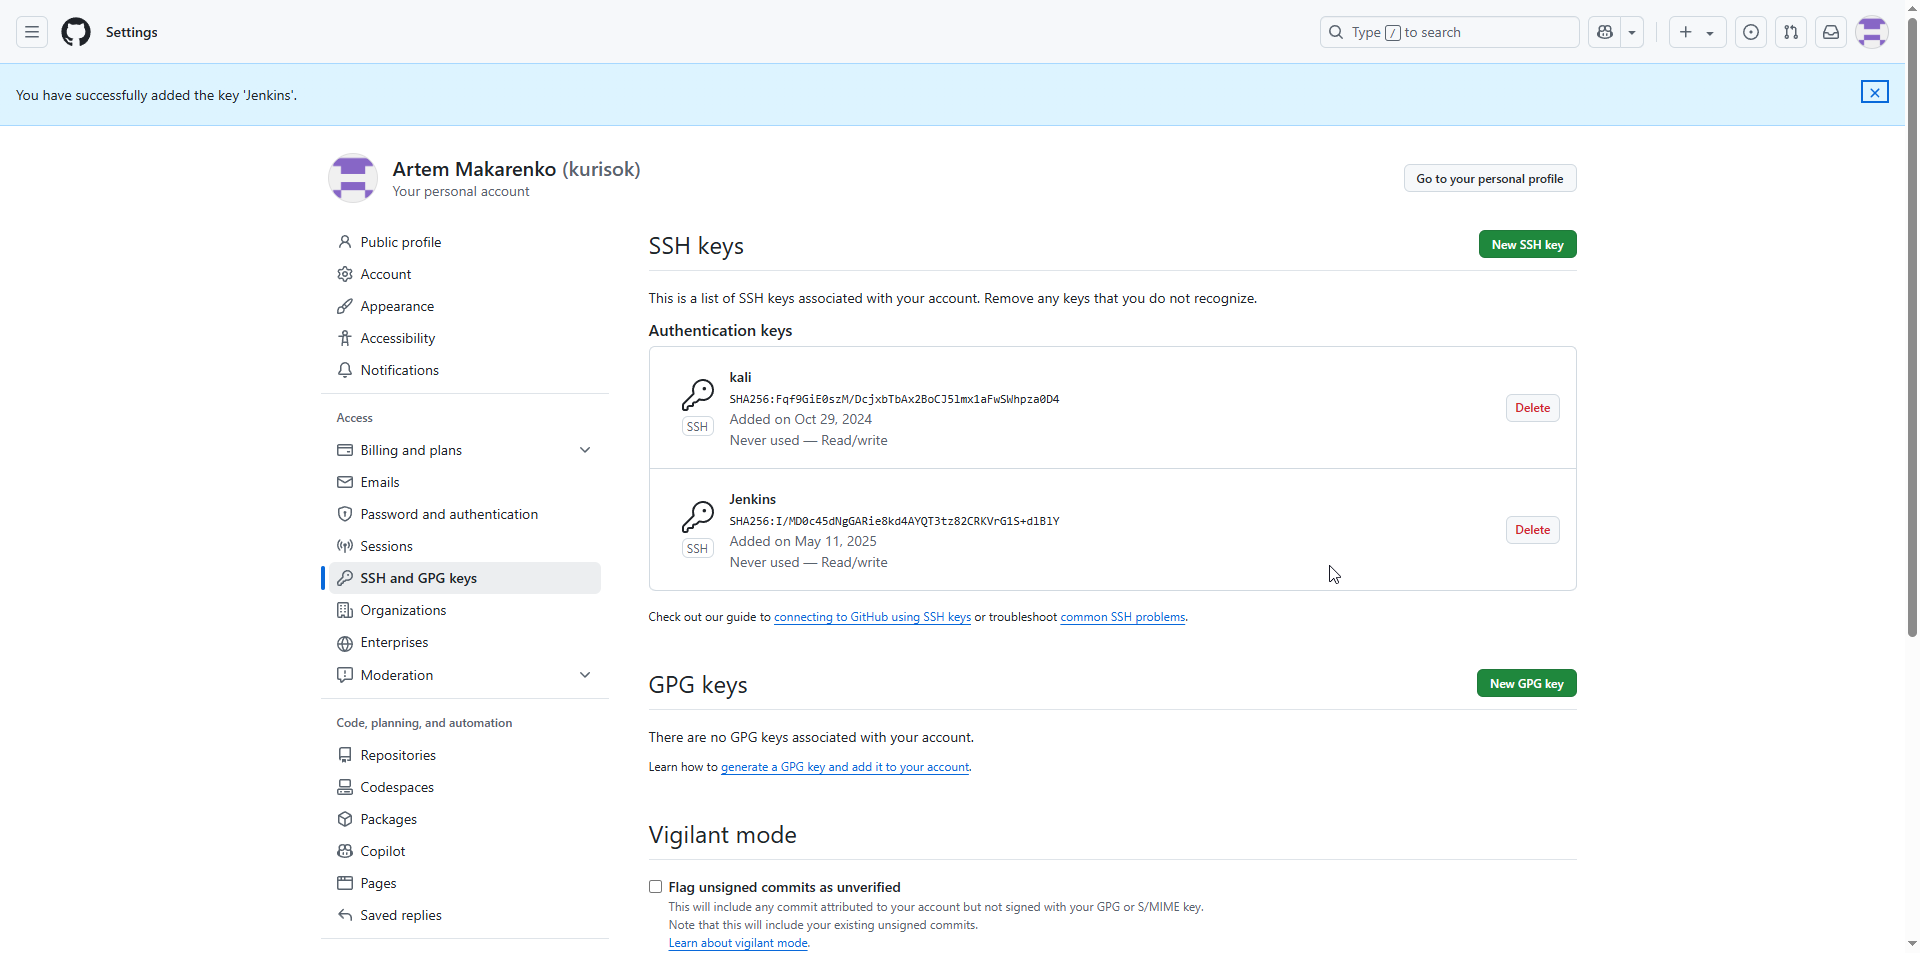 Settings
Type / to search
You have successfully added the key 'Jenkins'.
Artem Makarenko (kurisok)
Your personal account
Go to your personal profile
Public profile
Account
Appearance
Accessibility
Notifications
Access
Billing and plans
Emails
Password and authentication
Sessions
SSH and GPG keys
Organizations
Enterprises
Moderation
Code, planning, and automation
Repositories
Codespaces
Packages
Copilot
Pages
Saved replies
SSH keys
New SSH key
This is a list of SSH keys associated with your account. Remove any keys that you do not recognize.
Authentication keys
kali
SHA256:Fqf9GiE0szM/DcjxbTbAx2BoCJ5lmx1aFwSWhpza0D4
Added on Oct 29, 2024
Never used — Read/write
SSH
Delete
Jenkins
SHA256:I/MD0c45dNgGARie8kd4AYQT3tz82CRKVrG1S+dlBlY
Added on May 11, 2025
Never used — Read/write
SSH
Delete
Check out our guide to connecting to GitHub using SSH keys or troubleshoot common SSH problems.
GPG keys
New GPG key
There are no GPG keys associated with your account.
Learn how to generate a GPG key and add it to your account.
Vigilant mode
Flag unsigned commits as unverified
This will include any commit attributed to your account but not signed with your GPG or S/MIME key.
Note that this will include your existing unsigned commits.
Learn about vigilant mode.